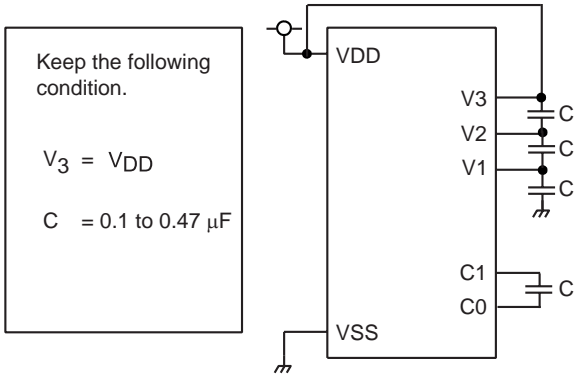 Keep the following
condition.
V3 = VDD
C = 0.1 to 0.47 μF
VDD
V3
C
V2
C
V1
C
C1
C
C0
VSS